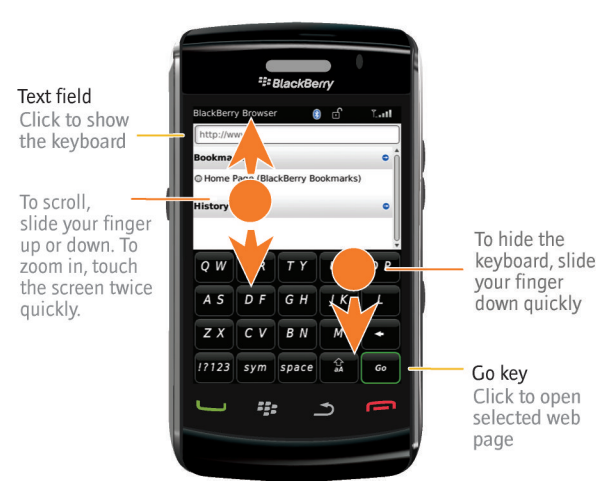 BlackBerry
Text field
Click to show
the keyboard
BlackBerry Browser
http://ww
Bookma
Home Page (BlackBerry Bookmarks)
History
To scroll,
slide your finger
up or down. To
zoom in, touch
the screen twice
quickly.
To hide the
keyboard, slide
your finger
down quickly
Q W R T Y O P
A S D F G H J K L
Z X C V B N M
!?123 sym space aA Go
Go key
Click to open
selected web
page